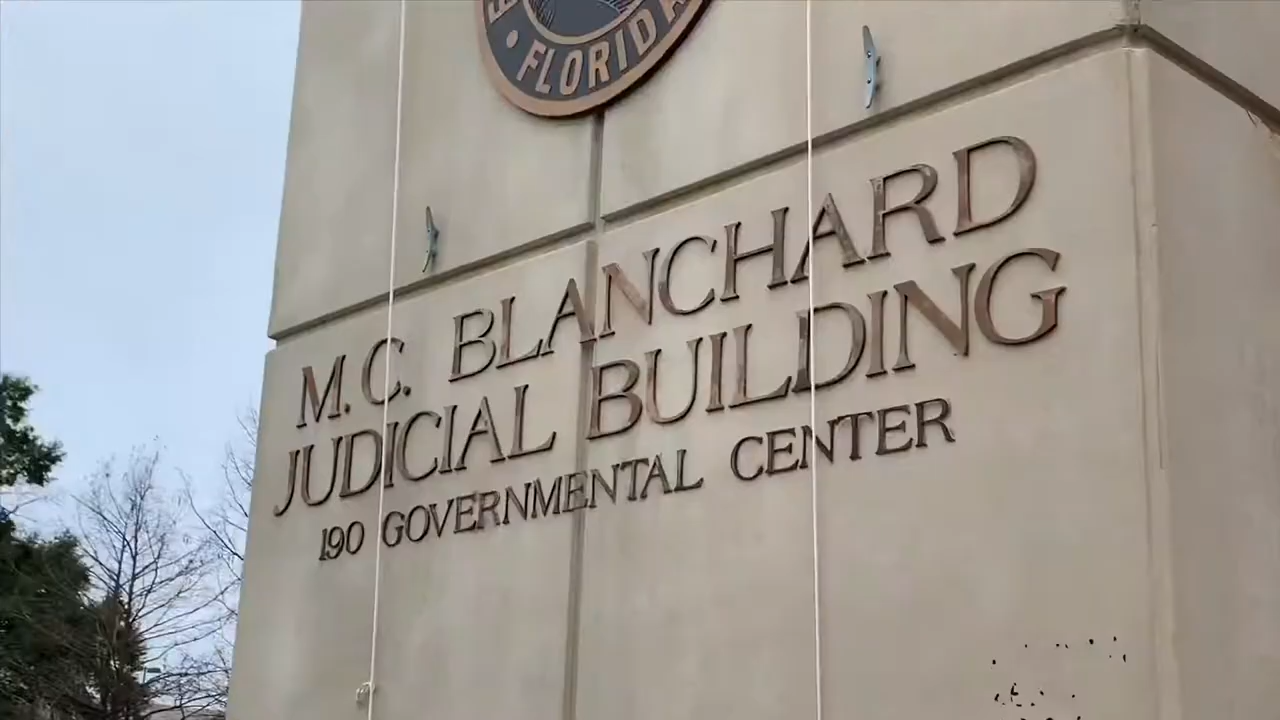 FLORIDA
M.C. BLANCHARD
JUDICIAL BUILDING
190 GOVERNMENTAL CENTER